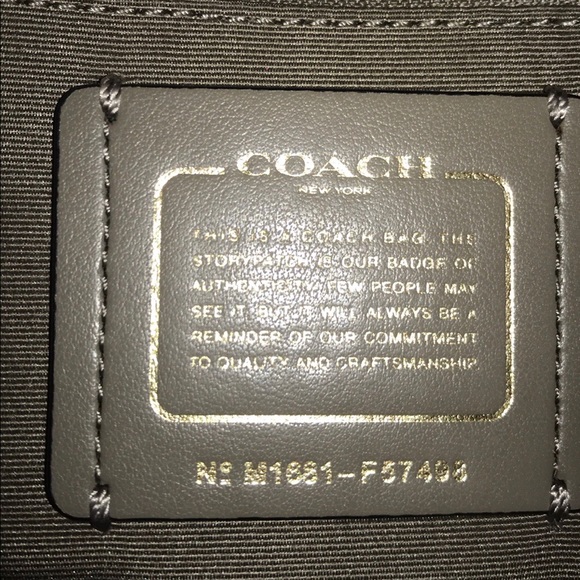 COACH
NEW YORK
THIS IS A COACH BAG. THE
STORYPATCH IS OUR BADGE OF
AUTHENTICITY. FEW PEOPLE MAY
SEE IT, BUT IT WILL ALWAYS BE A
REMINDER OF OUR COMMITMENT
TO QUALITY AND CRAFTSMANSHIP
Nº M1681-F57498